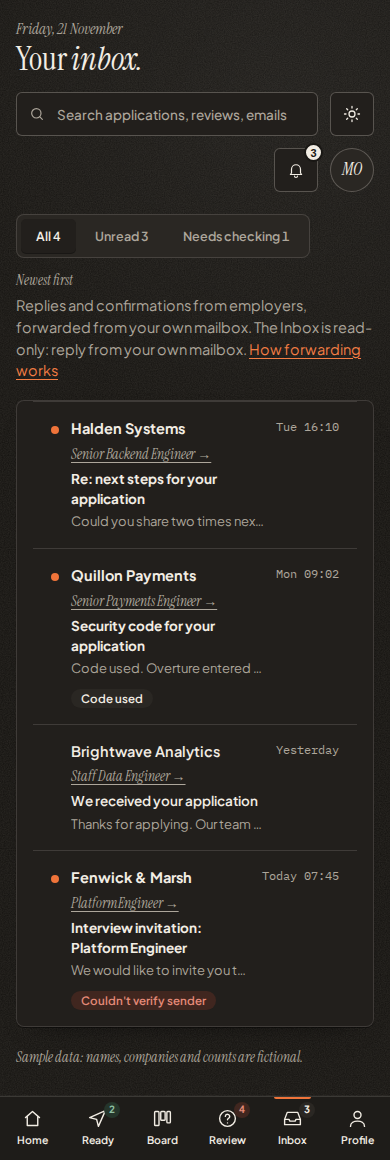 Friday, 21 November
Your inbox.
Search applications, reviews, emails
3
MO
All 4 Unread 3 Needs checking 1
Newest first
Replies and confirmations from employers,
forwarded from your own mailbox. The Inbox is read-
only: reply from your own mailbox. How forwarding
works
Halden Systems Tue 16:10
Senior Backend Engineer →
Re: next steps for your
application
Could you share two times nex…
Quillon Payments Mon 09:02
Senior Payments Engineer →
Security code for your
application
Code used. Overture entered …
Code used
Brightwave Analytics Yesterday
Staff Data Engineer →
We received your application
Thanks for applying. Our team …
Fenwick & Marsh Today 07:45
Platform Engineer →
Interview invitation:
Platform Engineer
We would like to invite you t…
Couldn't verify sender
Sample data: names, companies and counts are fictional.
2 4 3
Home Ready Board Review Inbox Profile